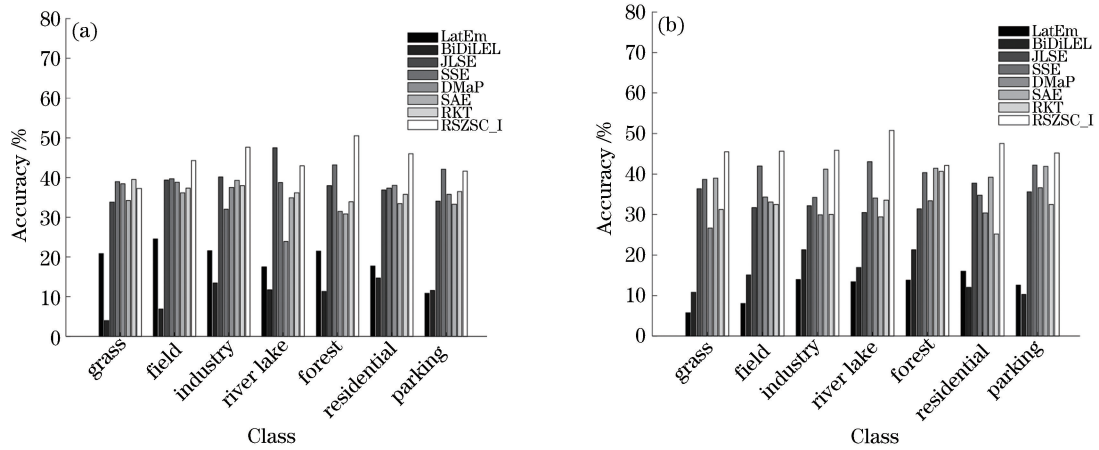 (a)
80
70
60
50
40
30
20
10
0
Accuracy /%
LatEm
BiDiLEL
JLSE
SSE
DMaP
SAE
RKT
RSZSC_I
grass
field
industry
river lake
forest
residential
parking
Class
(b)
80
70
60
50
40
30
20
10
0
Accuracy /%
LatEm
BiDiLEL
JLSE
SSE
DMaP
SAE
RKT
RSZSC_I
grass
field
industry
river lake
forest
residential
parking
Class